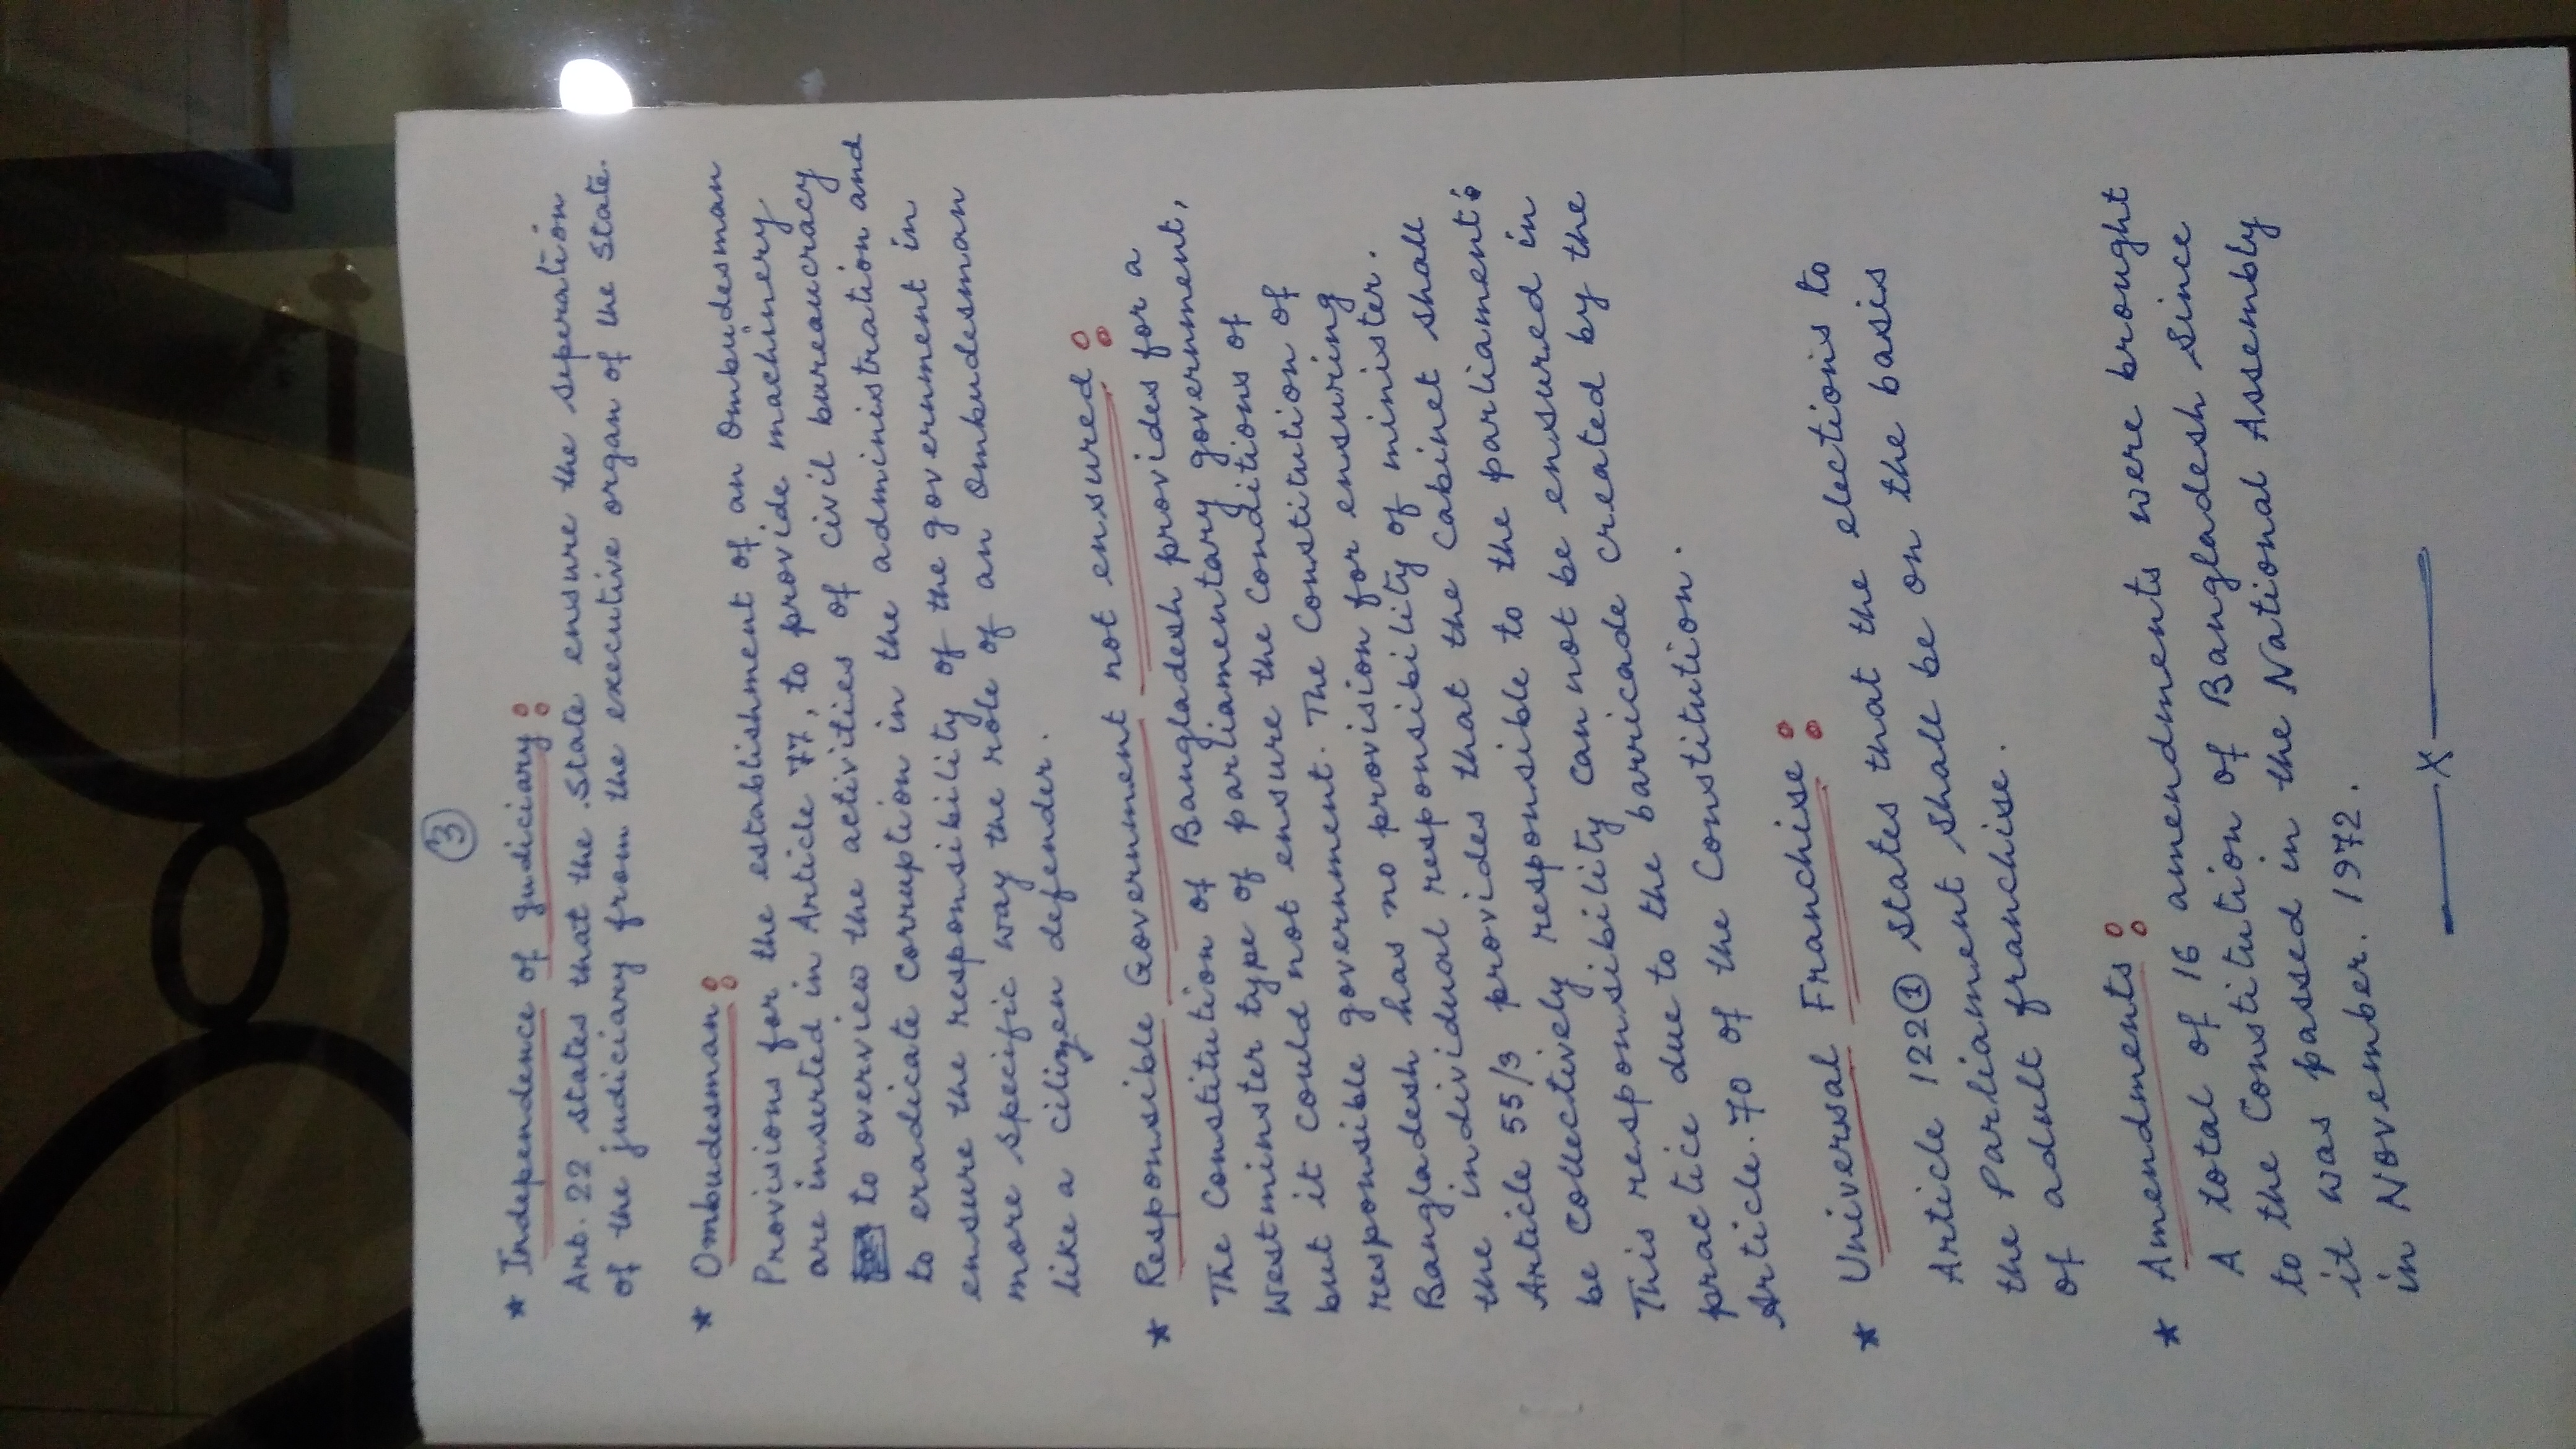 3
* Independence of Judiciary :
Art. 22 states that the State ensure the seperation
of the judiciary from the executive organ of the State.
* Ombudesman :
Provisions for the establishment of an Ombudesman
are inserted in Article 77, to provide machinery
to overview the activities of civil bureaucracy
to eradicate corruption in the administration and
ensure the responsibility of the government in
more specific way the role of an Ombudesman
like a citizen defender.
* Responsible Government not ensured :
The Constitution of Bangladesh provides for a
Westminster type of parliamentary government,
but it could not ensure the Conditions of
responsible government. The Constitution of
Bangladesh has no provision for ensuring
the individual responsibility of minister.
Article 55/3 provides that the Cabinet shall
be collectively responsible to the parliament's
This responsibility can not be ensured in
practice due to the barricade created by the
Article. 70 of the Constitution.
* Universal Franchise :
Article 122(1) states that the elections to
the Parliament shall be on the basis
of adult franchise.
* Amendments :
A total of 16 amendments were brought
to the Constitution of Bangladesh since
it was passed in the National Assembly
in November. 1972.
—x—